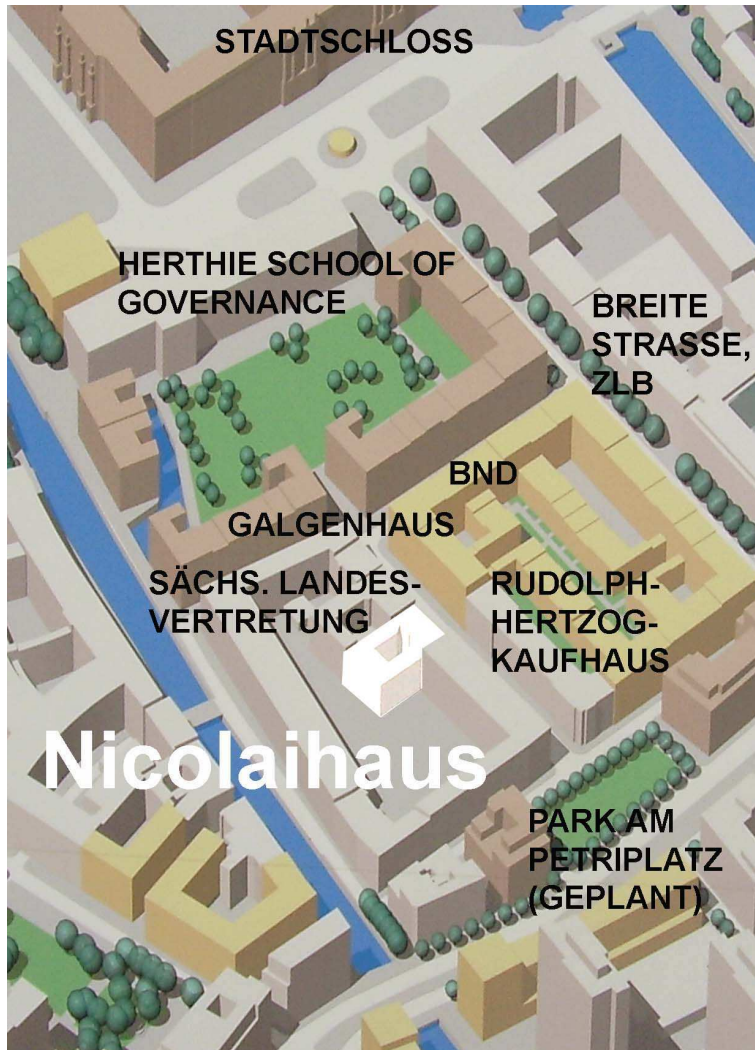 STADTSCHLOSS
HERTHIE SCHOOL OF
GOVERNANCE
BREITE
STRASSE,
ZLB
BND
GALGENHAUS
SÄCHS. LANDES-
VERTRETUNG
RUDOLPH-
HERTZOG-
KAUFHAUS
Nicolaihaus
PARK AM
PETRIPLATZ
(GEPLANT)